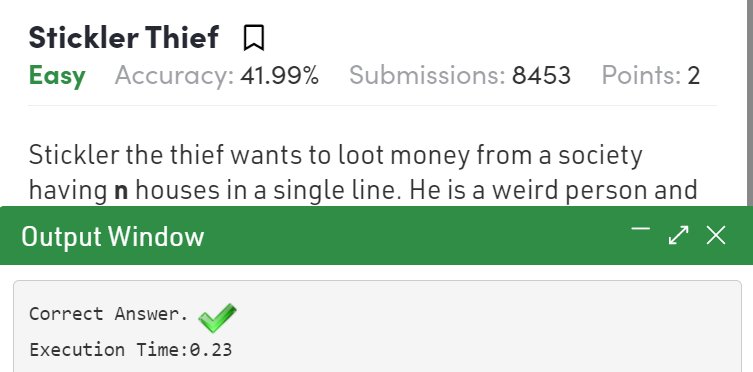 Stickler Thief
Easy Accuracy: 41.99% Submissions: 8453 Points: 2
Stickler the thief wants to loot money from a society
having n houses in a single line. He is a weird person and
Output Window
Correct Answer.
Execution Time:0.23